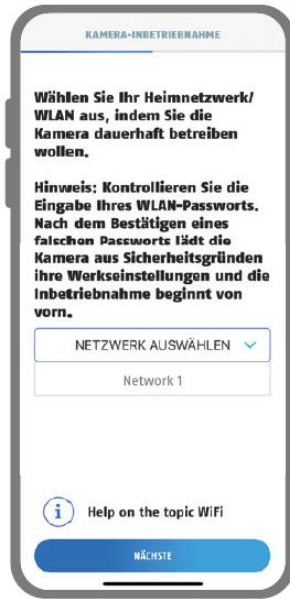 KAMERA-INBETRIEBNAHME
Wählen Sie Ihr Heimnetzwerk/
WLAN aus, indem Sie die
Kamera dauerhaft betreiben
wollen.
Hinweis: Kontrollieren Sie die
Eingabe Ihres WLAN-Passworts.
Nach dem Bestätigen eines
falschen Passworts lädt die
Kamera aus Sicherheitsgründen
ihre Werkseinstellungen und die
Inbetriebnahme beginnt von
vorn.
NETZWERK AUSWÄHLEN
Network 1
i Help on the topic WiFi
NÄCHSTE